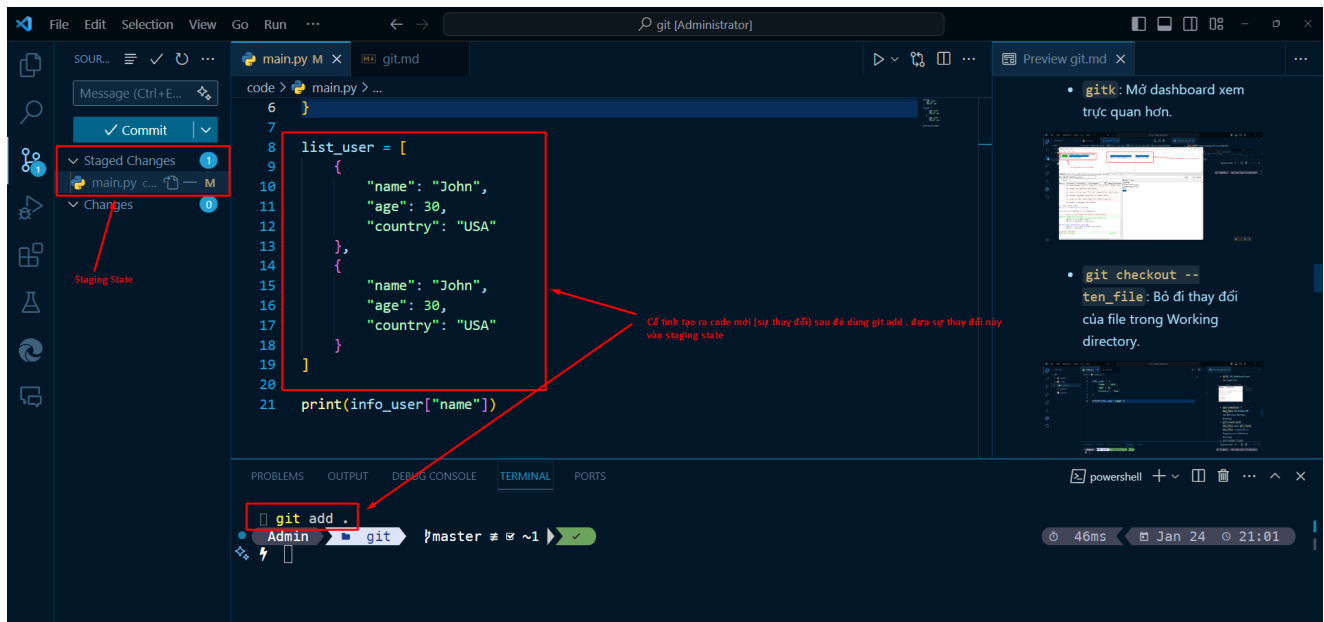 File Edit Selection View Go Run ··· git [Administrator]
SOUR... ···
Message (Ctrl+E...
Commit
Staged Changes 1
main.py c... M
Changes 0
1
Staging State
main.py M git.md
code > main.py > ...
6 }
7
8 list_user = [
9 {
10 "name": "John",
11 "age": 30,
12 "country": "USA"
13 },
14 {
15 "name": "John",
16 "age": 30,
17 "country": "USA"
18 }
19 ]
20
21 print(info_user["name"])
Cố tình tạo ra code mới (sự thay đổi) sau đó dùng git add . đưa sự thay đổi này
vào staging state
Preview git.md
• gitk: Mở dashboard xem
trực quan hơn.
• git checkout --
ten_file: Bỏ đi thay đổi
của file trong Working
directory.
PROBLEMS OUTPUT DEBUG CONSOLE TERMINAL PORTS
powershell
git add .
Admin git master ≢ ~1
46ms Jan 24 21:01